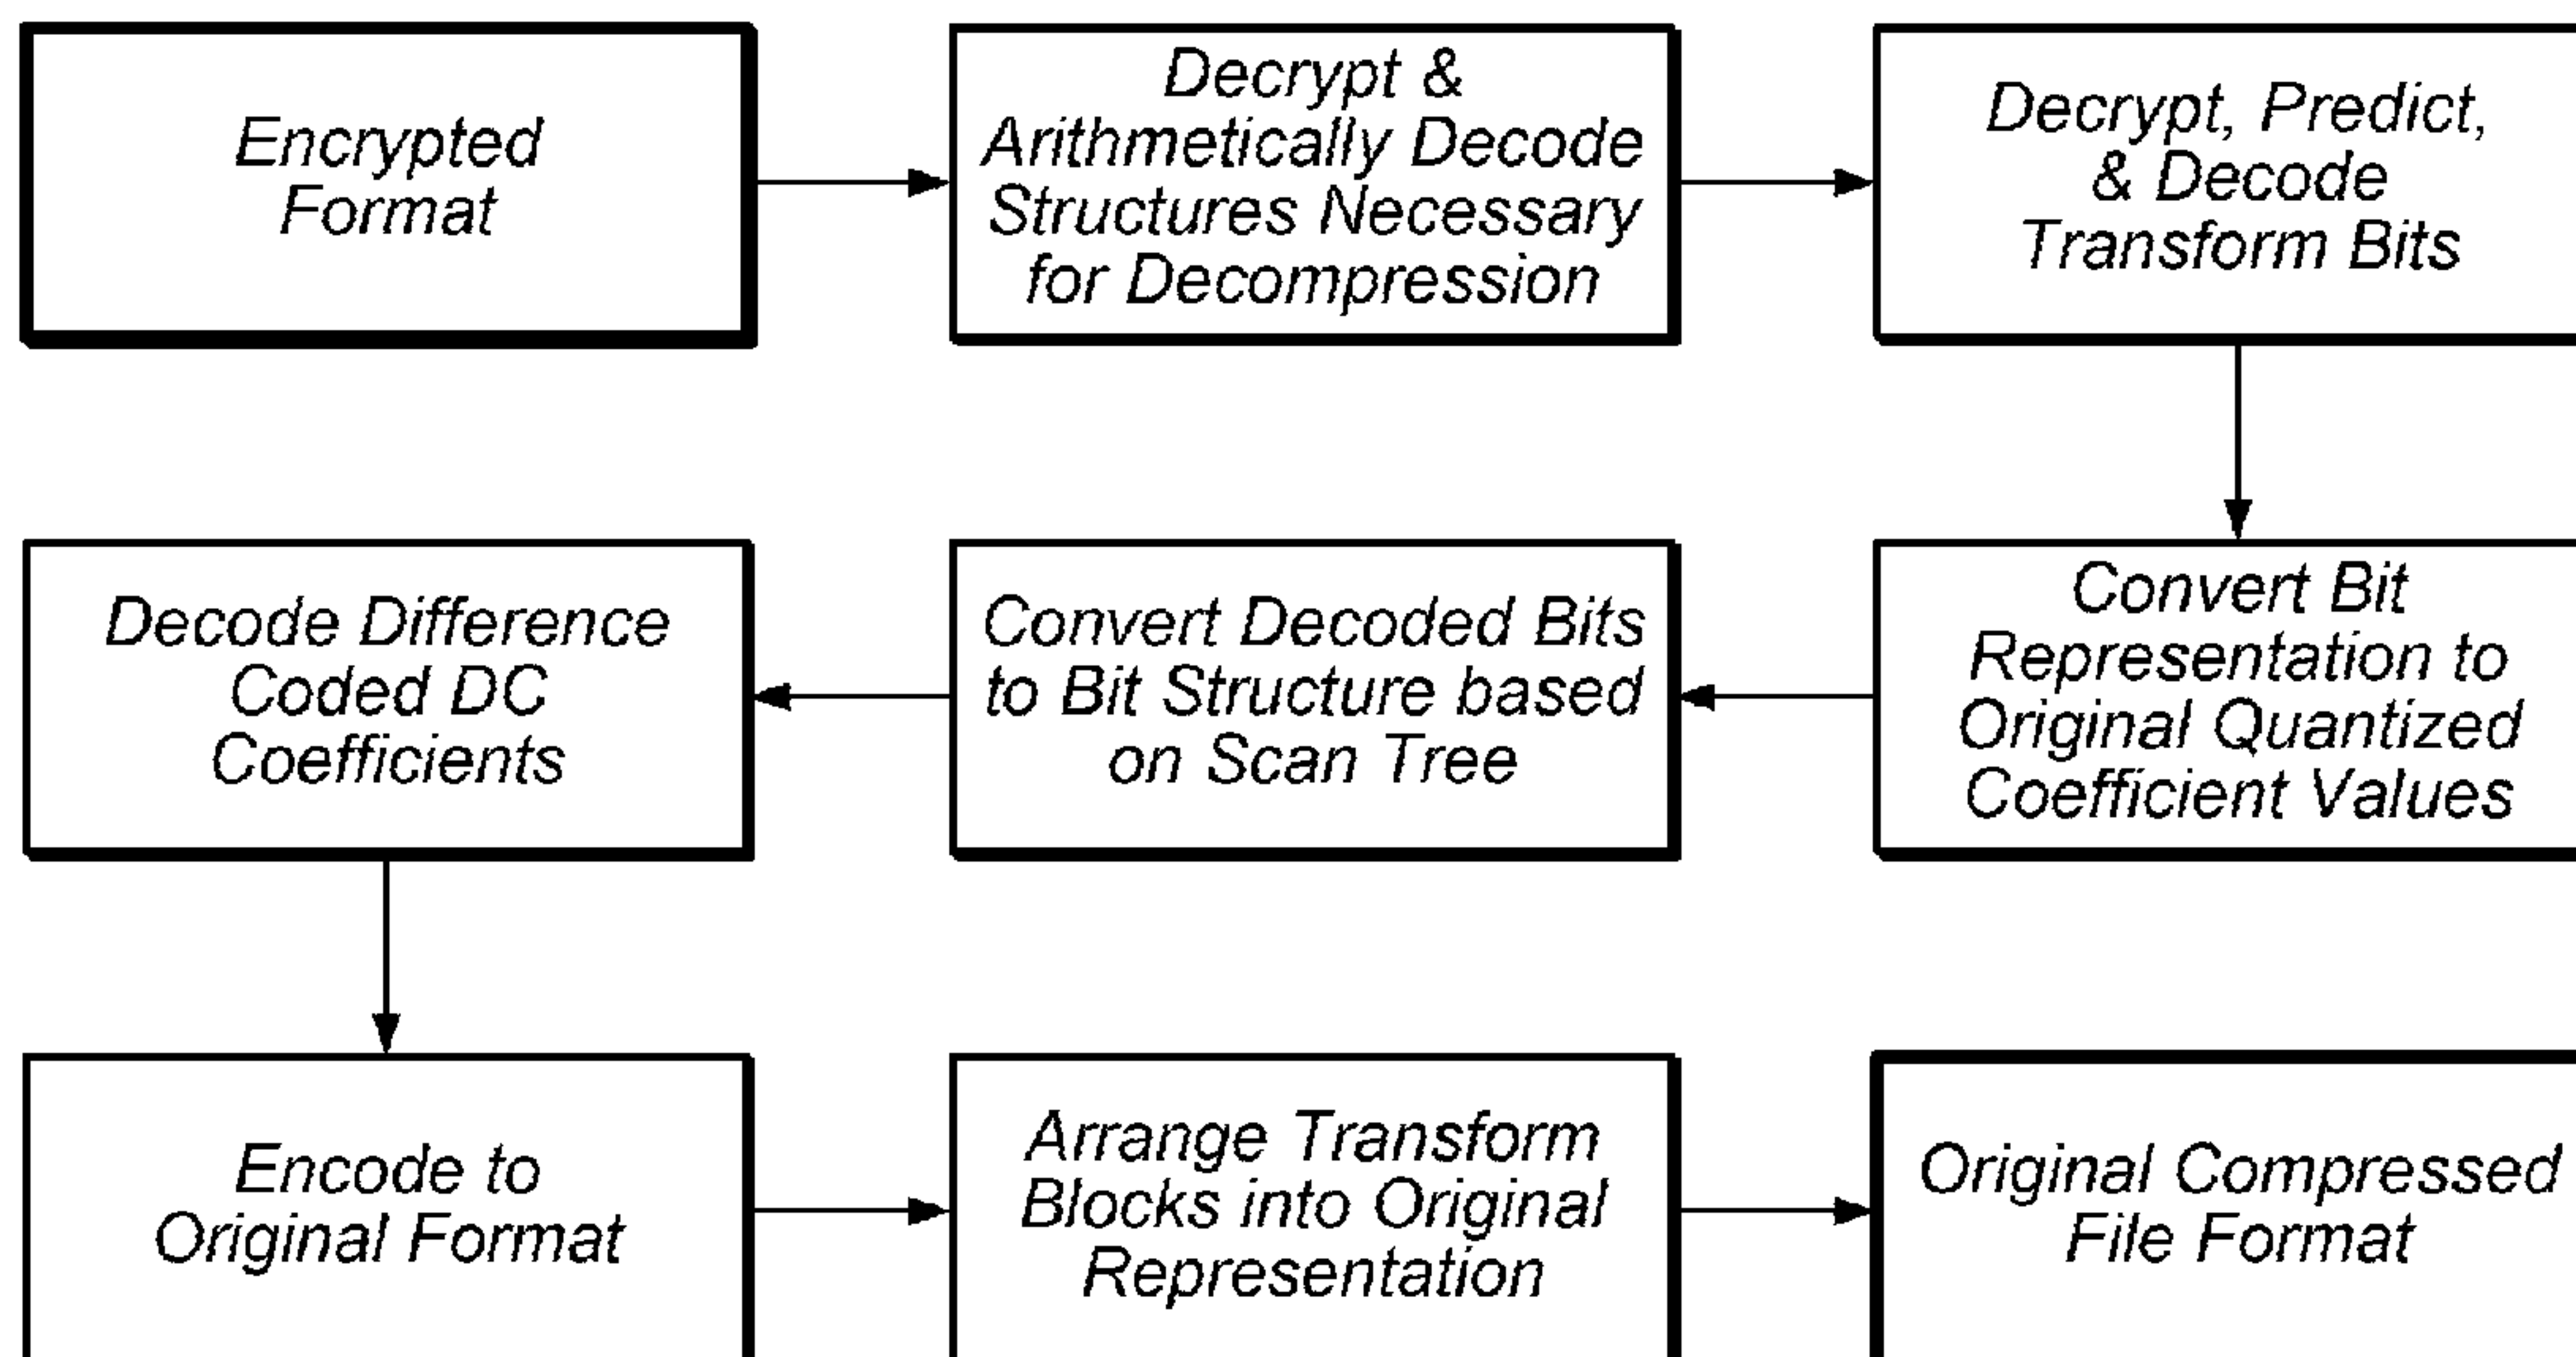 Encrypted
Format
Decrypt &
Arithmetically Decode
Structures Necessary
for Decompression
Decrypt, Predict,
& Decode
Transform Bits
Decode Difference
Coded DC
Coefficients
Convert Decoded Bits
to Bit Structure based
on Scan Tree
Convert Bit
Representation to
Original Quantized
Coefficient Values
Encode to
Original Format
Arrange Transform
Blocks into Original
Representation
Original Compressed
File Format